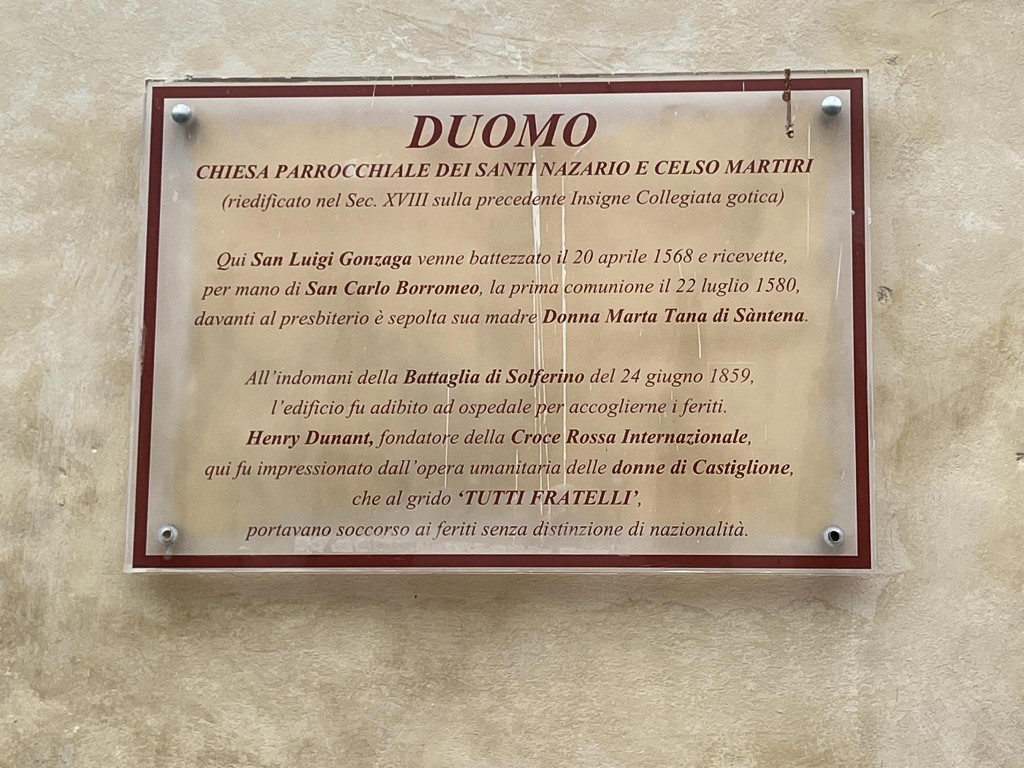 DUOMO
CHIESA PARROCCHIALE DEI SANTI NAZARIO E CELSO MARTIRI
(riedificato nel Sec. XVIII sulla precedente Insigne Collegiata gotica)
Qui San Luigi Gonzaga venne battezzato il 20 aprile 1568 e ricevette,
per mano di San Carlo Borromeo, la prima comunione il 22 luglio 1580,
davanti al presbiterio è sepolta sua madre Donna Marta Tana di Sàntena.
All'indomani della Battaglia di Solferino del 24 giugno 1859,
l'edificio fu adibito ad ospedale per accoglierne i feriti.
Henry Dunant, fondatore della Croce Rossa Internazionale,
qui fu impressionato dall'opera umanitaria delle donne di Castiglione,
che al grido ‘TUTTI FRATELLI’,
portavano soccorso ai feriti senza distinzione di nazionalità.